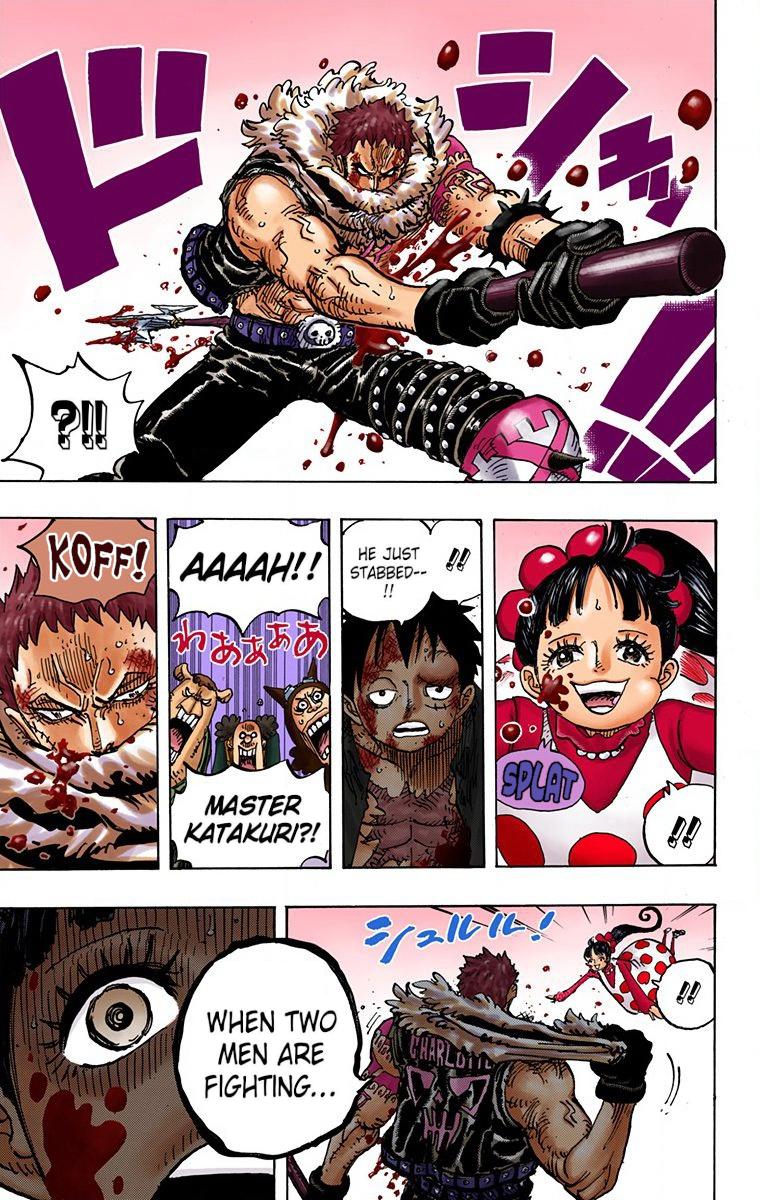 ドシュッ!!
?!!
!!
SPLAT
!!
HE JUST
STABBED--
!!
AAAAH!!
わああああ
MASTER
KATAKURI?!
KOFF!
シュルル!
!!
CHARLOTTE
WHEN TWO
MEN ARE
FIGHTING...